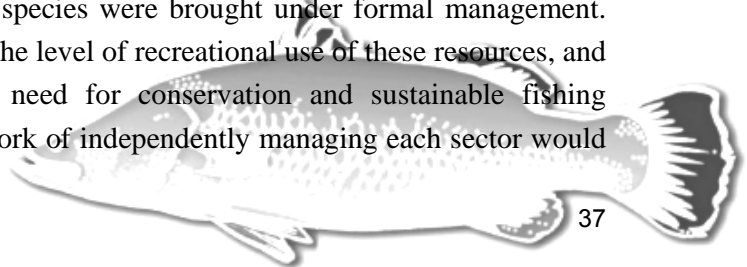 species were brought under formal management.
he level of recreational use of these resources, and
need for conservation and sustainable fishing
ork of independently managing each sector would
37